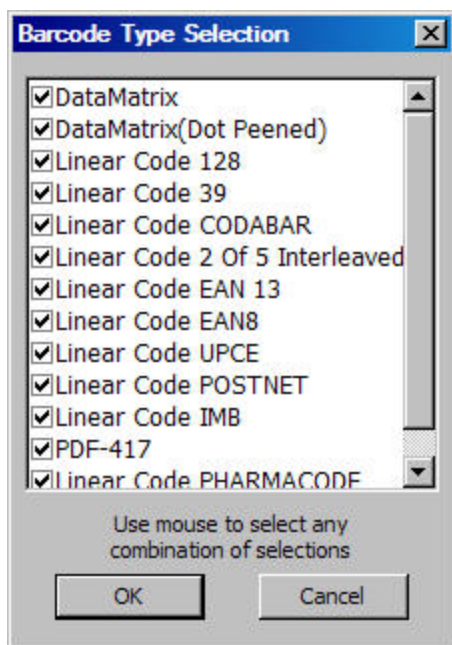 Barcode Type Selection
DataMatrix
DataMatrix(Dot Peened)
Linear Code 128
Linear Code 39
Linear Code CODABAR
Linear Code 2 Of 5 Interleaved
Linear Code EAN 13
Linear Code EAN8
Linear Code UPCE
Linear Code POSTNET
Linear Code IMB
PDF-417
Linear Code PHARMACODE
Use mouse to select any
combination of selections
OK Cancel